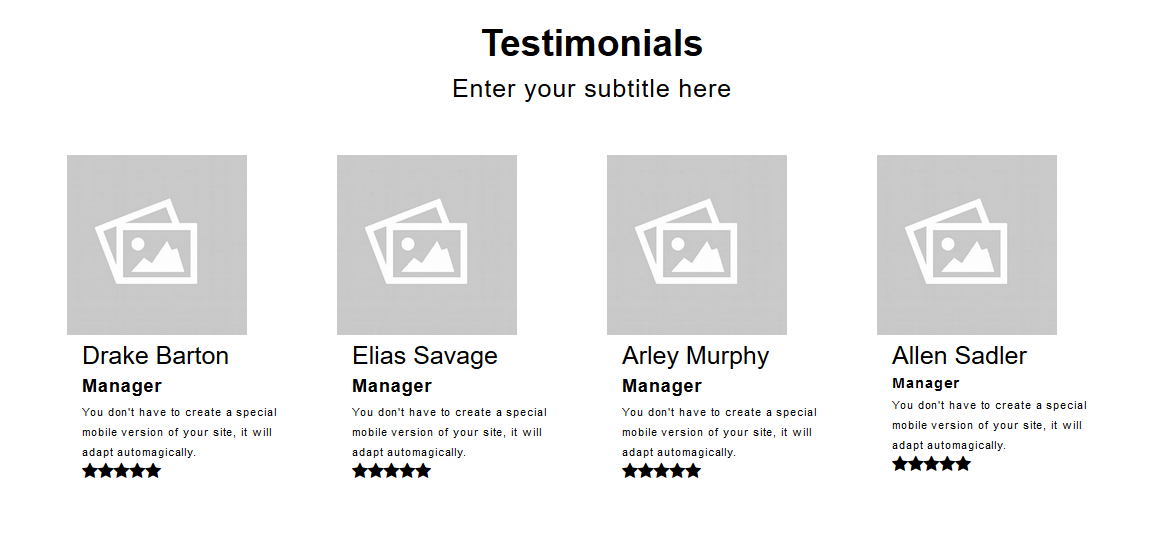 Testimonials
Enter your subtitle here
Drake Barton
Manager
You don't have to create a special
mobile version of your site, it will
adapt automagically.
Elias Savage
Manager
You don't have to create a special
mobile version of your site, it will
adapt automagically.
Arley Murphy
Manager
You don't have to create a special
mobile version of your site, it will
adapt automagically.
Allen Sadler
Manager
You don't have to create a special
mobile version of your site, it will
adapt automagically.